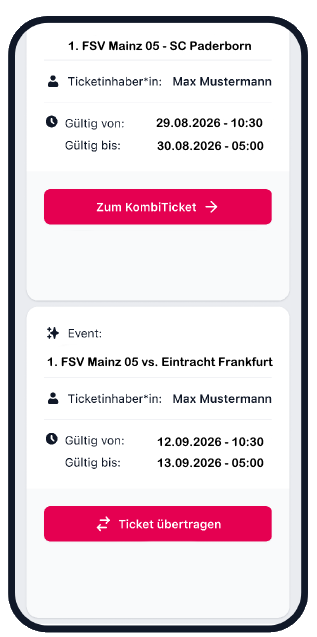 1. FSV Mainz 05 - SC Paderborn
Ticketinhaber*in: Max Mustermann
Gültig von: 29.08.2026 - 10:30
Gültig bis: 30.08.2026 - 05:00
Zum KombiTicket
Event:
1. FSV Mainz 05 vs. Eintracht Frankfurt
Ticketinhaber*in: Max Mustermann
Gültig von: 12.09.2026 - 10:30
Gültig bis: 13.09.2026 - 05:00
Ticket übertragen